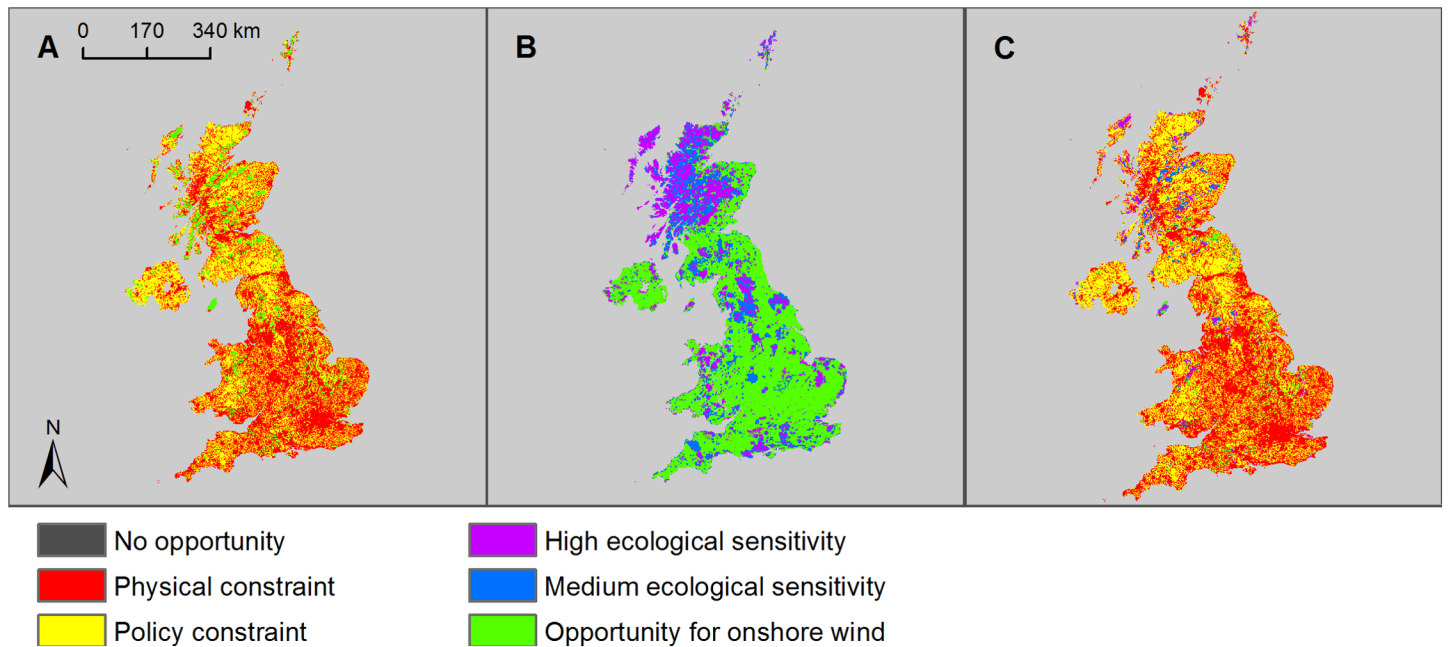 A
0 170 340 km
B
C
N
No opportunity
Physical constraint
Policy constraint
High ecological sensitivity
Medium ecological sensitivity
Opportunity for onshore wind